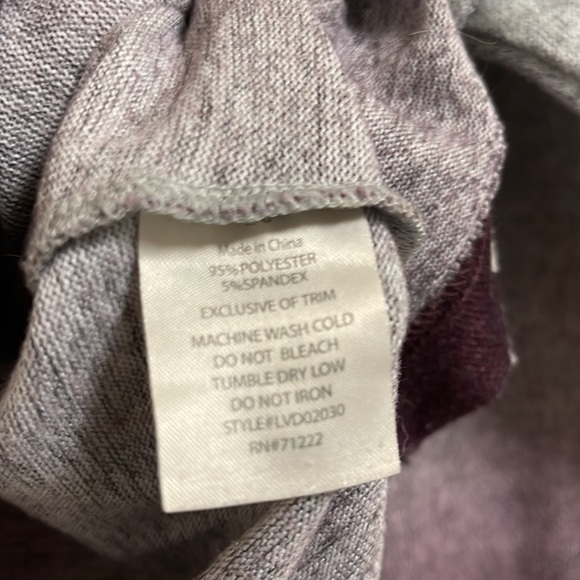 Made in China
95% POLYESTER
5% SPANDEX
EXCLUSIVE OF TRIM
MACHINE WASH COLD
DO NOT BLEACH
TUMBLE DRY LOW
DO NOT IRON
STYLE#LVD02030
RN#71222